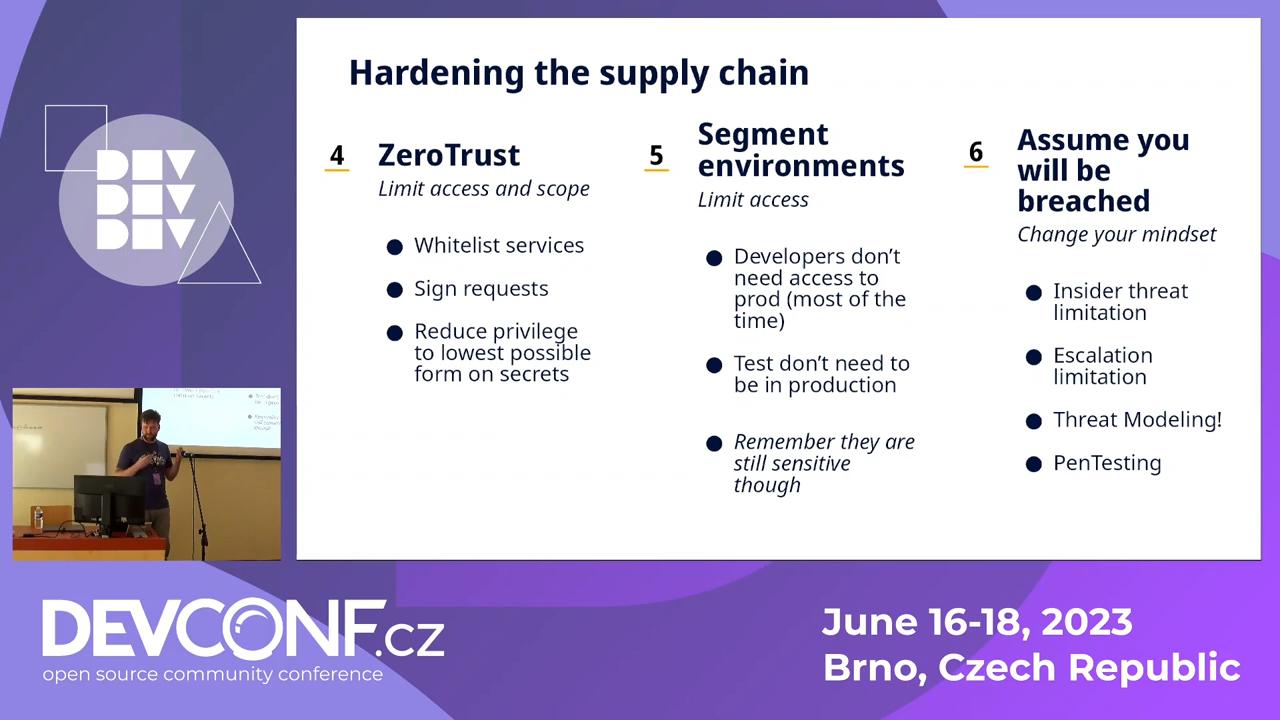 Hardening the supply chain
4
ZeroTrust
Limit access and scope
Whitelist services
Sign requests
Reduce privilege
to lowest possible
form on secrets
5
Segment
environments
Limit access
Developers don’t
need access to
prod (most of the
time)
Test don’t need to
be in production
Remember they are
still sensitive
though
6
Assume you
will be
breached
Change your mindset
Insider threat
limitation
Escalation
limitation
Threat Modeling!
PenTesting
DEV
DEV
DEV
DEVCONF.cz
open source community conference
June 16-18, 2023
Brno, Czech Republic